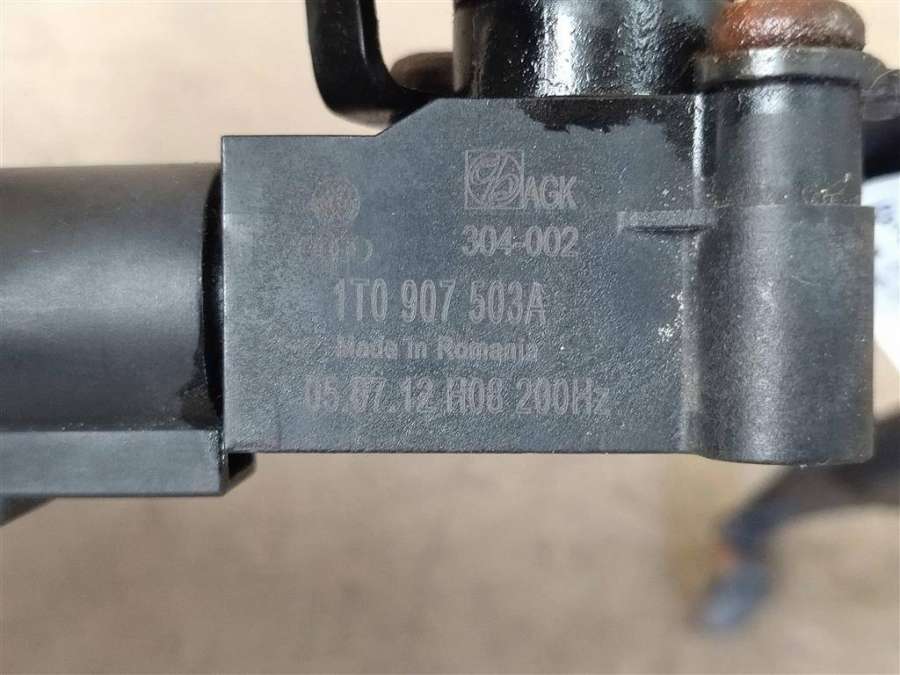 AGK
304-002
1T0 907 503A
Made in Romania
05.07.12 H08 200Hz